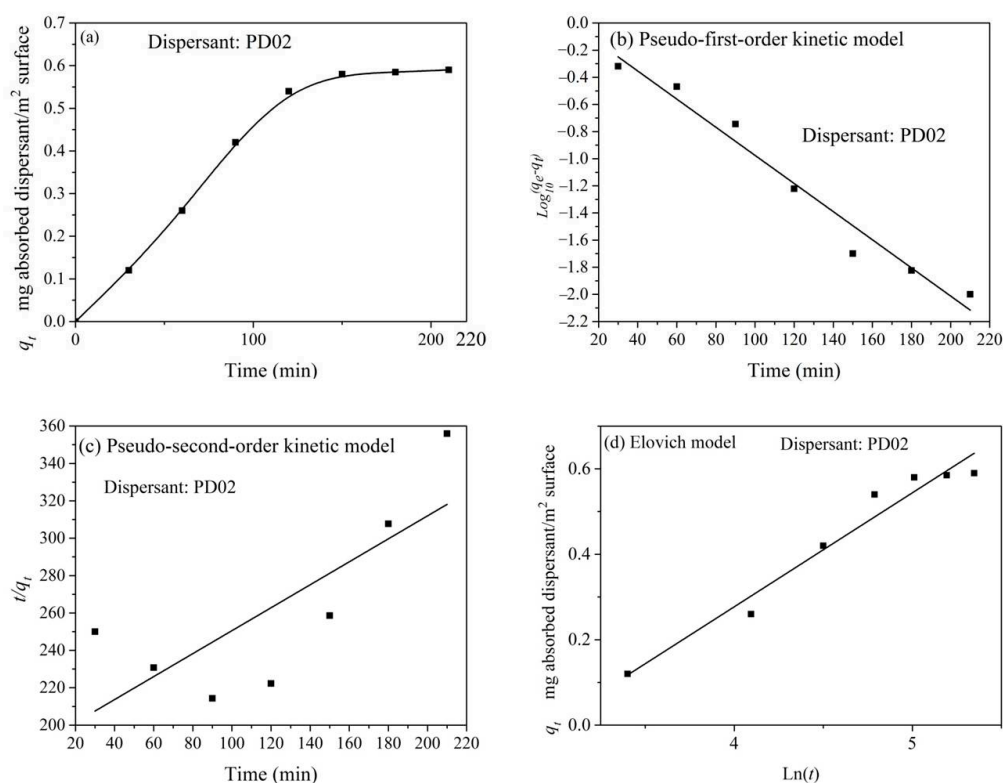 (a)
Dispersant: PD02
0.7
0.6
0.5
0.4
0.3
0.2
0.1
0.0
0
100
200
220
Time (min)
qt mg absorbed dispersant/m² surface
(b) Pseudo-first-order kinetic model
Dispersant: PD02
−0.0
−0.2
−0.4
−0.6
−0.8
−1.0
−1.2
−1.4
−1.6
−1.8
−2.0
−2.2
20 40 60 80 100 120 140 160 180 200 220
Time (min)
Log10(qe-qt)
(c) Pseudo-second-order kinetic model
Dispersant: PD02
360
340
320
300
280
260
240
220
200
20 40 60 80 100 120 140 160 180 200 220
Time (min)
t/qt
(d) Elovich model
Dispersant: PD02
0.6
0.4
0.2
0.0
4
5
Ln(t)
qt mg absorbed dispersant/m² surface